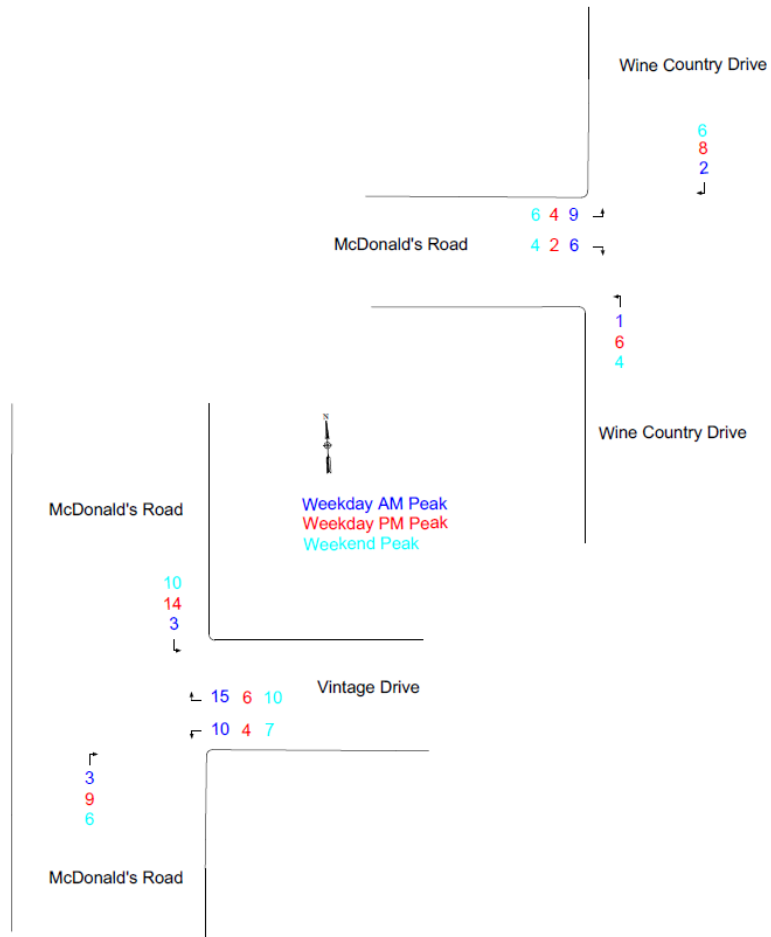 Wine Country Drive
6
8
2
6 4 9
McDonald's Road 4 2 6
1
6
4
Wine Country Drive
N
McDonald's Road
Weekday AM Peak
Weekday PM Peak
Weekend Peak
10
14
3
15 6 10
Vintage Drive
10 4 7
3
9
6
McDonald's Road